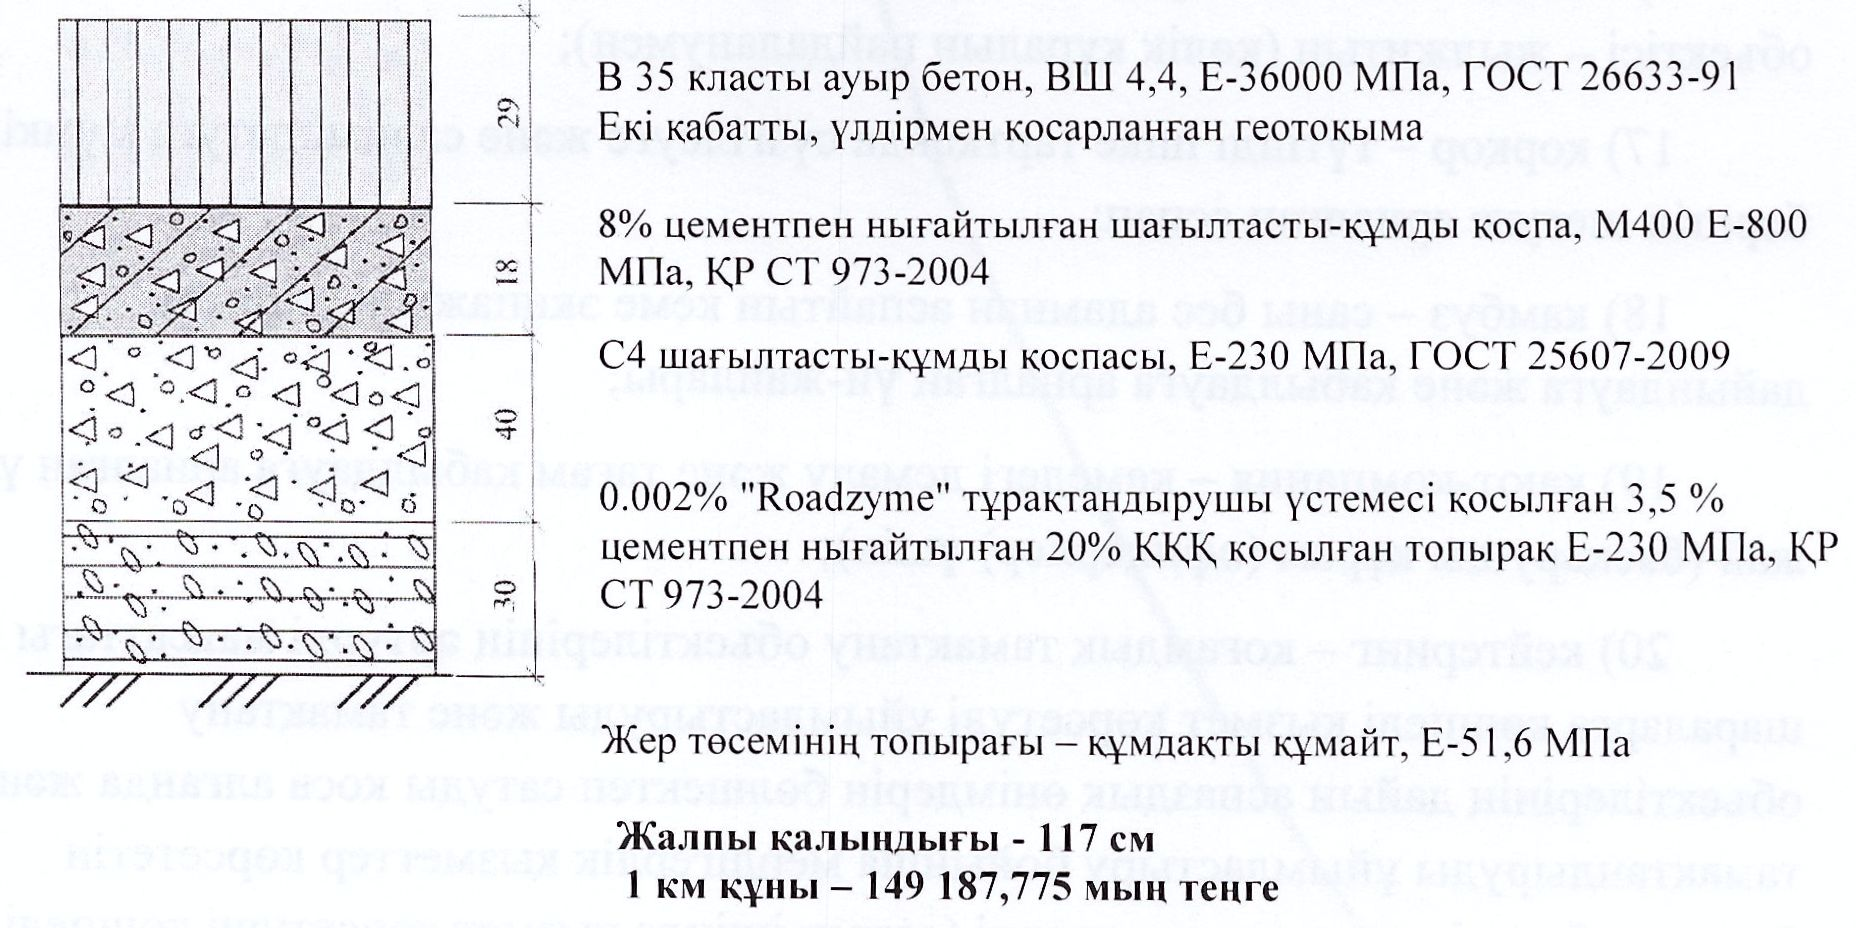 29
В 35 класты ауыр бетон, ВШ 4,4, Е-36000 МПа, ГОСТ 26633-91
Екі қабатты, үлдірмен қосарланған геотоқыма
18
8% цементпен нығайтылған шағылтасты-құмды қоспа, М400 Е-800
МПа, ҚР СТ 973-2004
С4 шағылтасты-құмды қоспасы, Е-230 МПа, ГОСТ 25607-2009
40
0.002% "Roadzyme" тұрақтандырушы үстемесі қосылған 3,5 %
цементпен нығайтылған 20% ҚҚҚ қосылған топырақ Е-230 МПа, ҚР
СТ 973-2004
30
Жер төсемінің топырағы – құмдақты құмайт, Е-51,6 МПа
Жалпы қалыңдығы - 117 см
1 км құны – 149 187,775 мың теңге